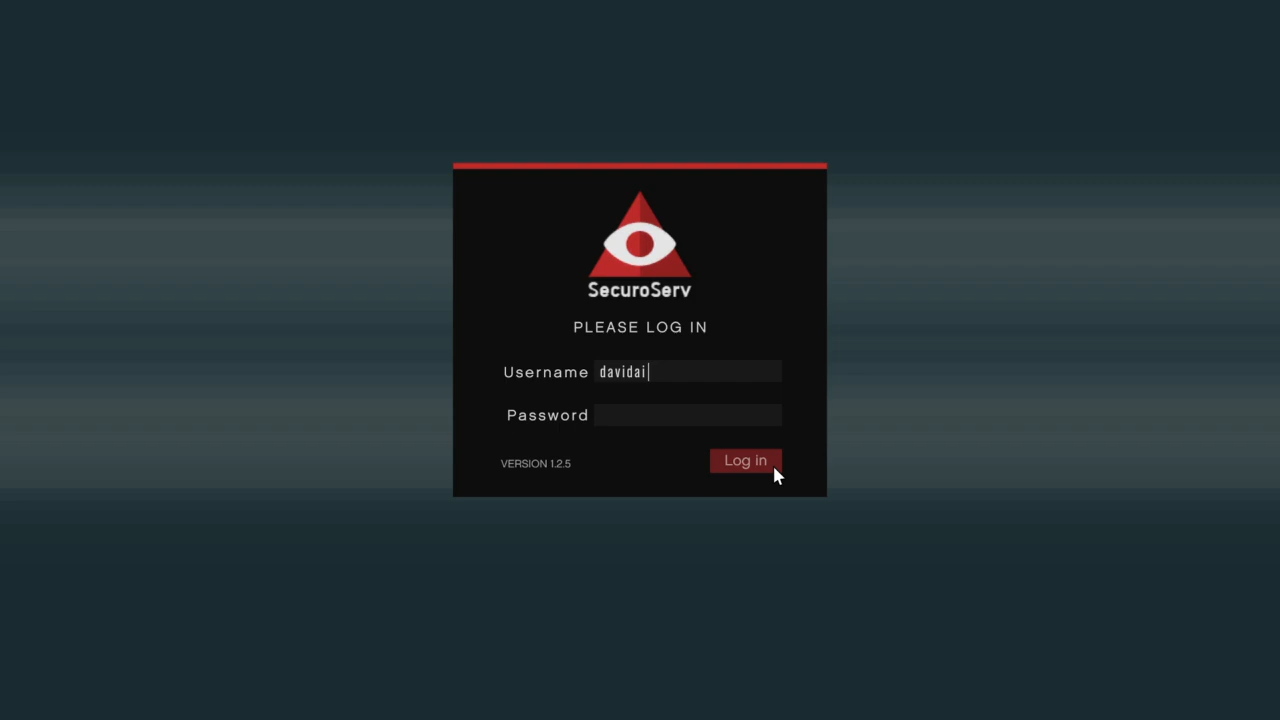 SecuroServ
PLEASE LOG IN
Username davidai
Password
VERSION 1.2.5
Log in